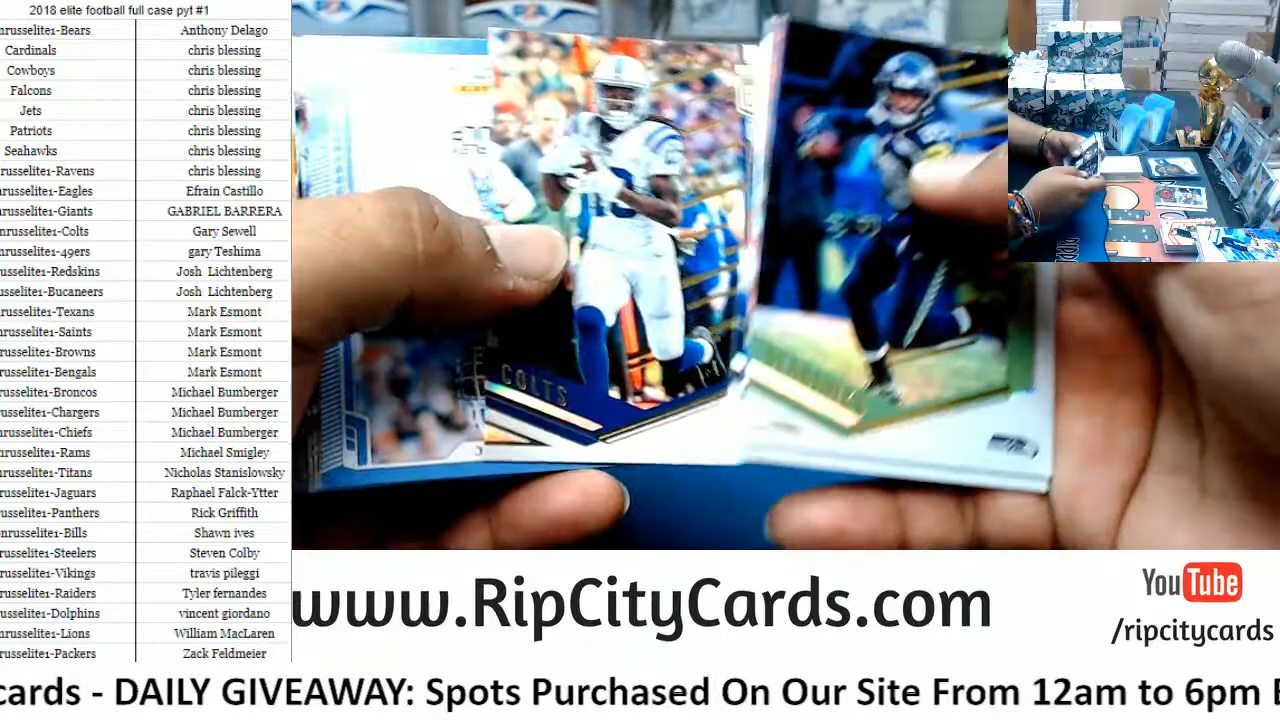 2018 elite football full case pyt #1
nrusselite1-Bears Anthony Delago
Cardinals chris blessing
Cowboys chris blessing
Falcons chris blessing
Jets chris blessing
Patriots chris blessing
Seahawks chris blessing
nrusselite1-Ravens chris blessing
nrusselite1-Eagles Efrain Castillo
nrusselite1-Giants GABRIEL BARRERA
nrusselite1-Colts Gary Sewell
nrusselite1-49ers gary Teshima
russelite1-Redskins Josh Lichtenberg
usselite1-Bucaneers Josh Lichtenberg
russelite1-Texans Mark Esmont
russelite1-Saints Mark Esmont
russelite1-Browns Mark Esmont
russelite1-Bengals Mark Esmont
russelite1-Broncos Michael Bumberger
russelite1-Chargers Michael Bumberger
nrusselite1-Chiefs Michael Bumberger
nrusselite1-Rams Michael Smigley
nrusselite1-Titans Nicholas Stanislowsky
russelite1-Jaguars Raphael Falck-Ytter
russelite1-Panthers Rick Griffith
onrusselite1-Bills Shawn ives
russelite1-Steelers Steven Colby
russelite1-Vikings travis pileggi
russelite1-Raiders Tyler fernandes
russelite1-Dolphins vincent giordano
nrusselite1-Lions William MacLaren
russelite1-Packers Zack Feldmeier
COLTS
www.RipCityCards.com
YouTube
/ripcitycards
cards - DAILY GIVEAWAY: Spots Purchased On Our Site From 12am to 6pm E